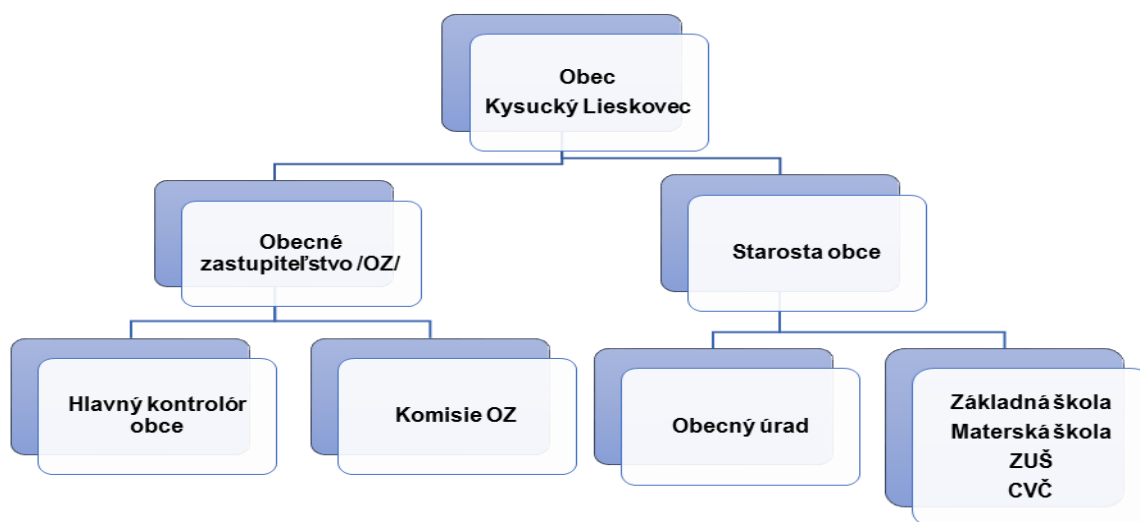 Obec
Kysucký Lieskovec
Obecné
zastupiteľstvo /OZ/
Starosta obce
Hlavný kontrolór
obce
Komisie OZ
Obecný úrad
Základná škola
Materská škola
ZUŠ
CVČ